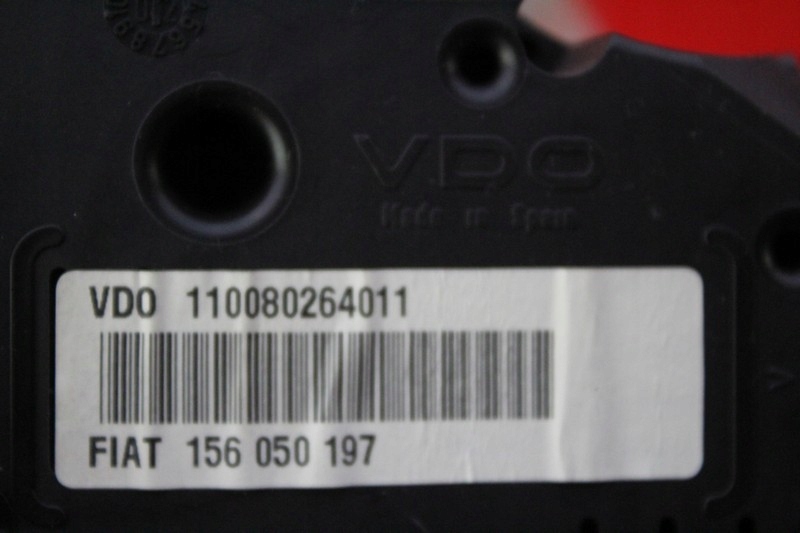 VDO
Made in Spain
VDO 110080264011
FIAT 156 050 197